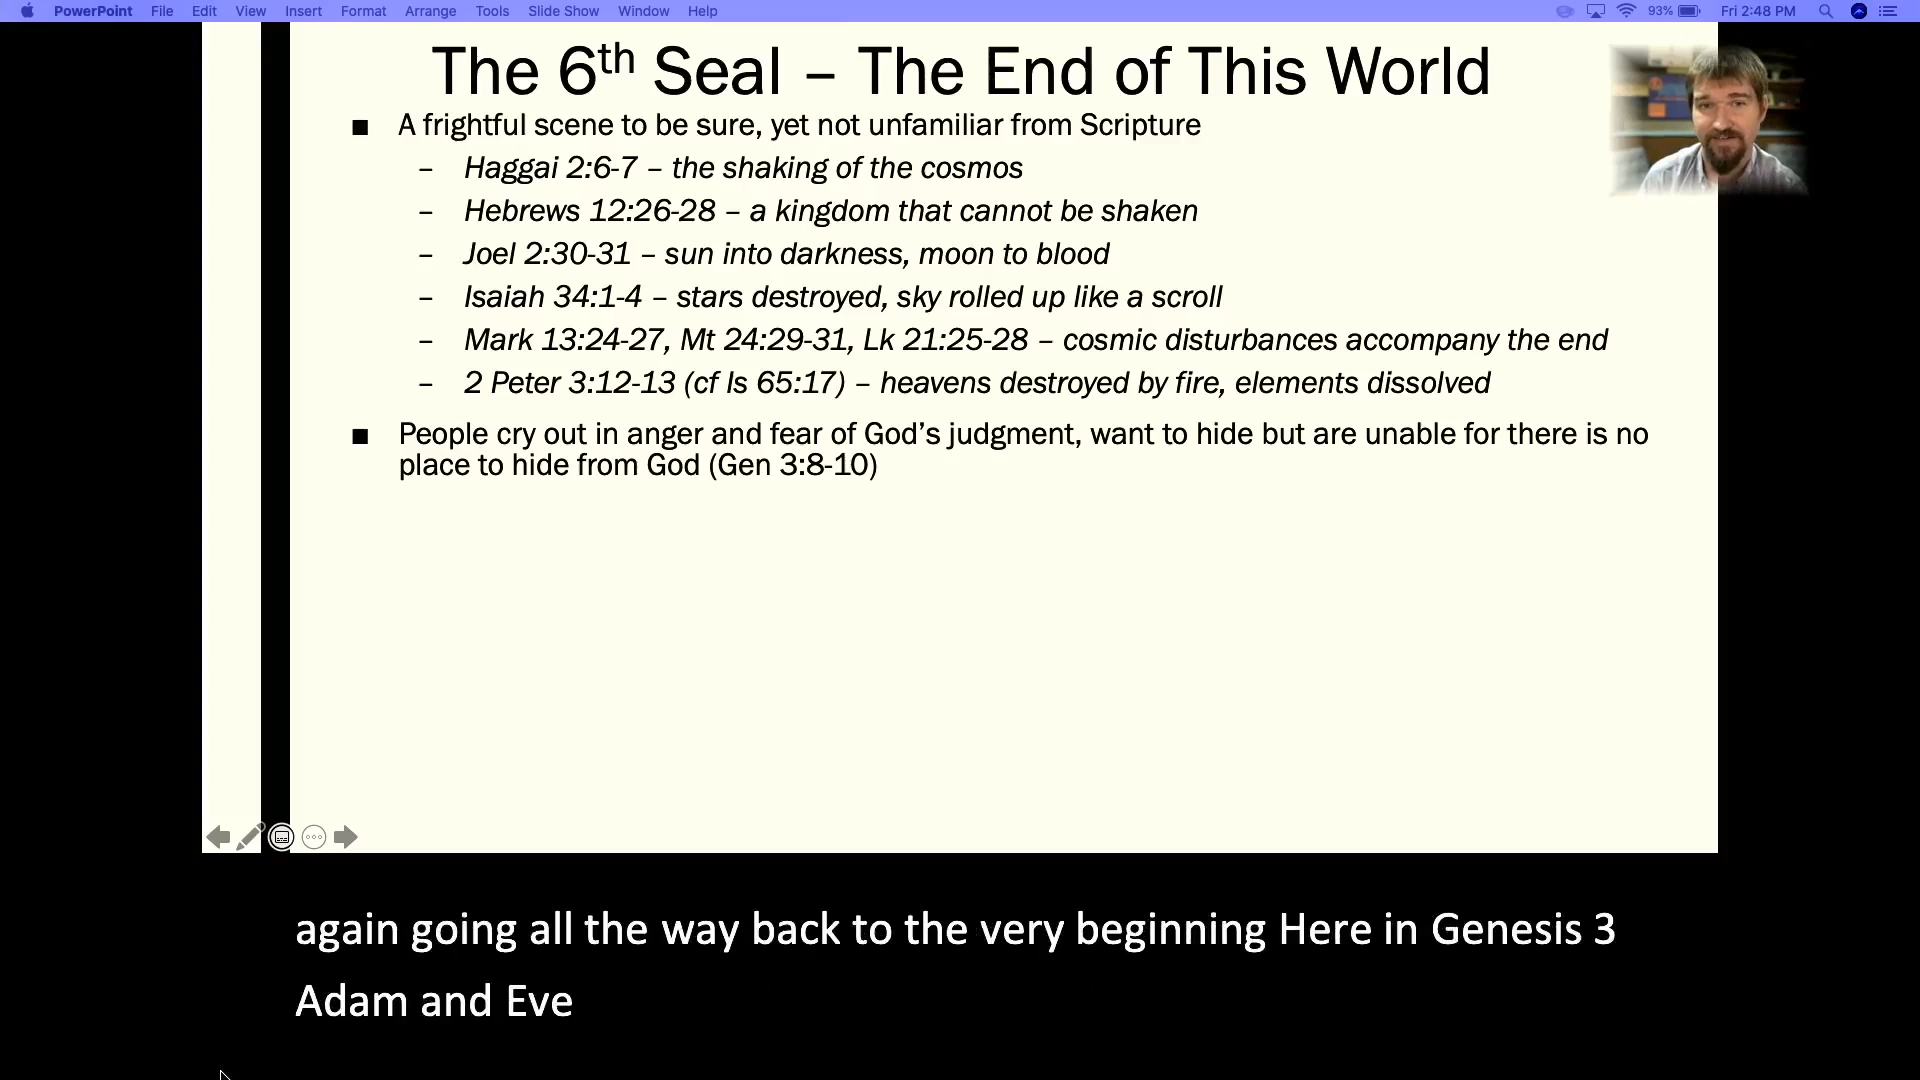 PowerPoint File Edit View Insert Format Arrange Tools Slide Show Window Help 93% Fri 2:48 PM
The 6th Seal – The End of This World
■ A frightful scene to be sure, yet not unfamiliar from Scripture
– Haggai 2:6-7 – the shaking of the cosmos
– Hebrews 12:26-28 – a kingdom that cannot be shaken
– Joel 2:30-31 – sun into darkness, moon to blood
– Isaiah 34:1-4 – stars destroyed, sky rolled up like a scroll
– Mark 13:24-27, Mt 24:29-31, Lk 21:25-28 – cosmic disturbances accompany the end
– 2 Peter 3:12-13 (cf Is 65:17) – heavens destroyed by fire, elements dissolved
■ People cry out in anger and fear of God’s judgment, want to hide but are unable for there is no
place to hide from God (Gen 3:8-10)
again going all the way back to the very beginning Here in Genesis 3
Adam and Eve